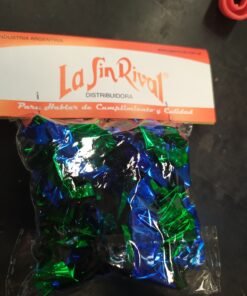 INDUSTRIA ARGENTINA
La Sin Rival
DISTRIBUIDORA
Para Hablar de Cumplimiento y Calidad